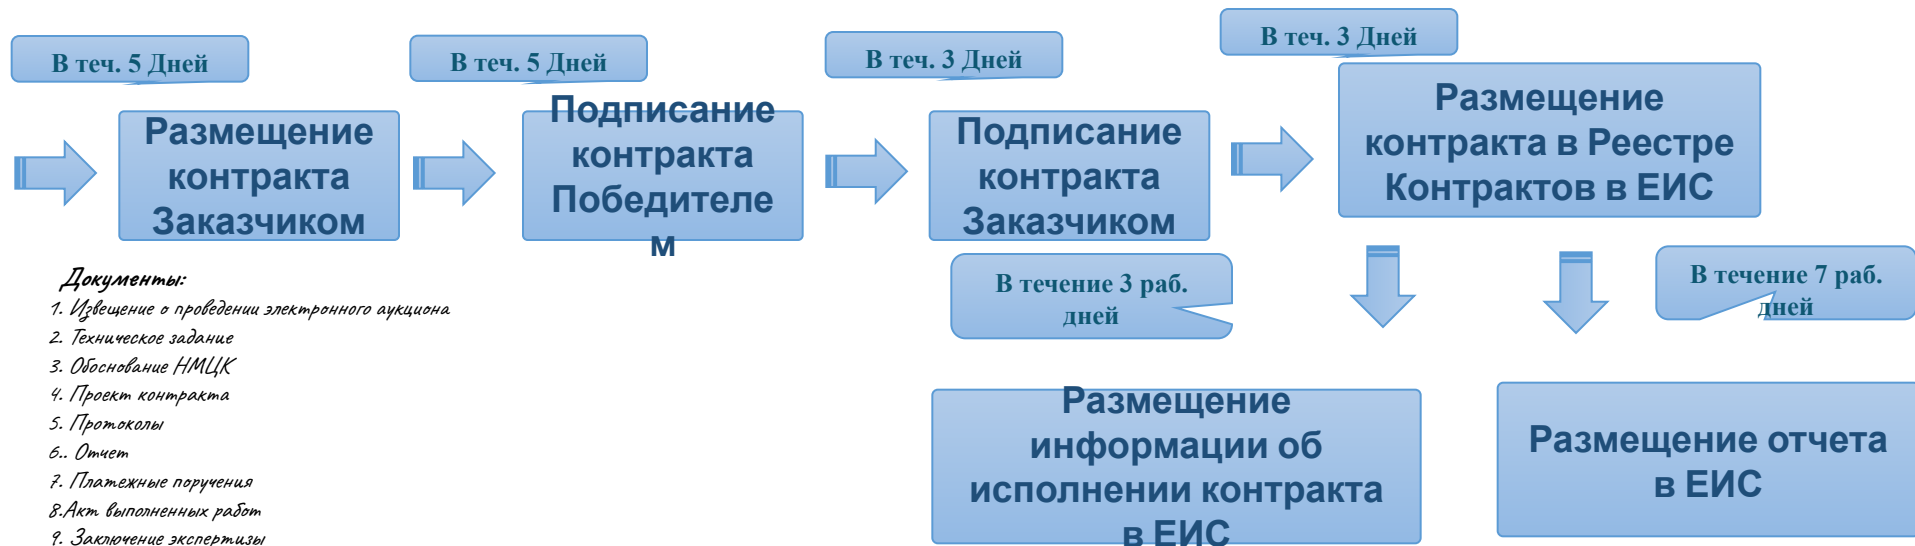 В теч. 5 Дней
Размещение
контракта
Заказчиком
В теч. 5 Дней
Подписание
контракта
Победителе
м
В теч. 3 Дней
Подписание
контракта
Заказчиком
В теч. 3 Дней
Размещение
контракта в Реестре
Контрактов в ЕИС
Документы:
1. Извещение о проведении электронного аукциона
2. Техническое задание
3. Обоснование НМЦК
4. Проект контракта
5. Протоколы
6.. Отчет
7. Платежные поручения
8.Акт выполненных работ
9. Заключение экспертизы
В течение 3 раб.
дней
Размещение
информации об
исполнении контракта
в ЕИС
В течение 7 раб.
дней
Размещение отчета
в ЕИС